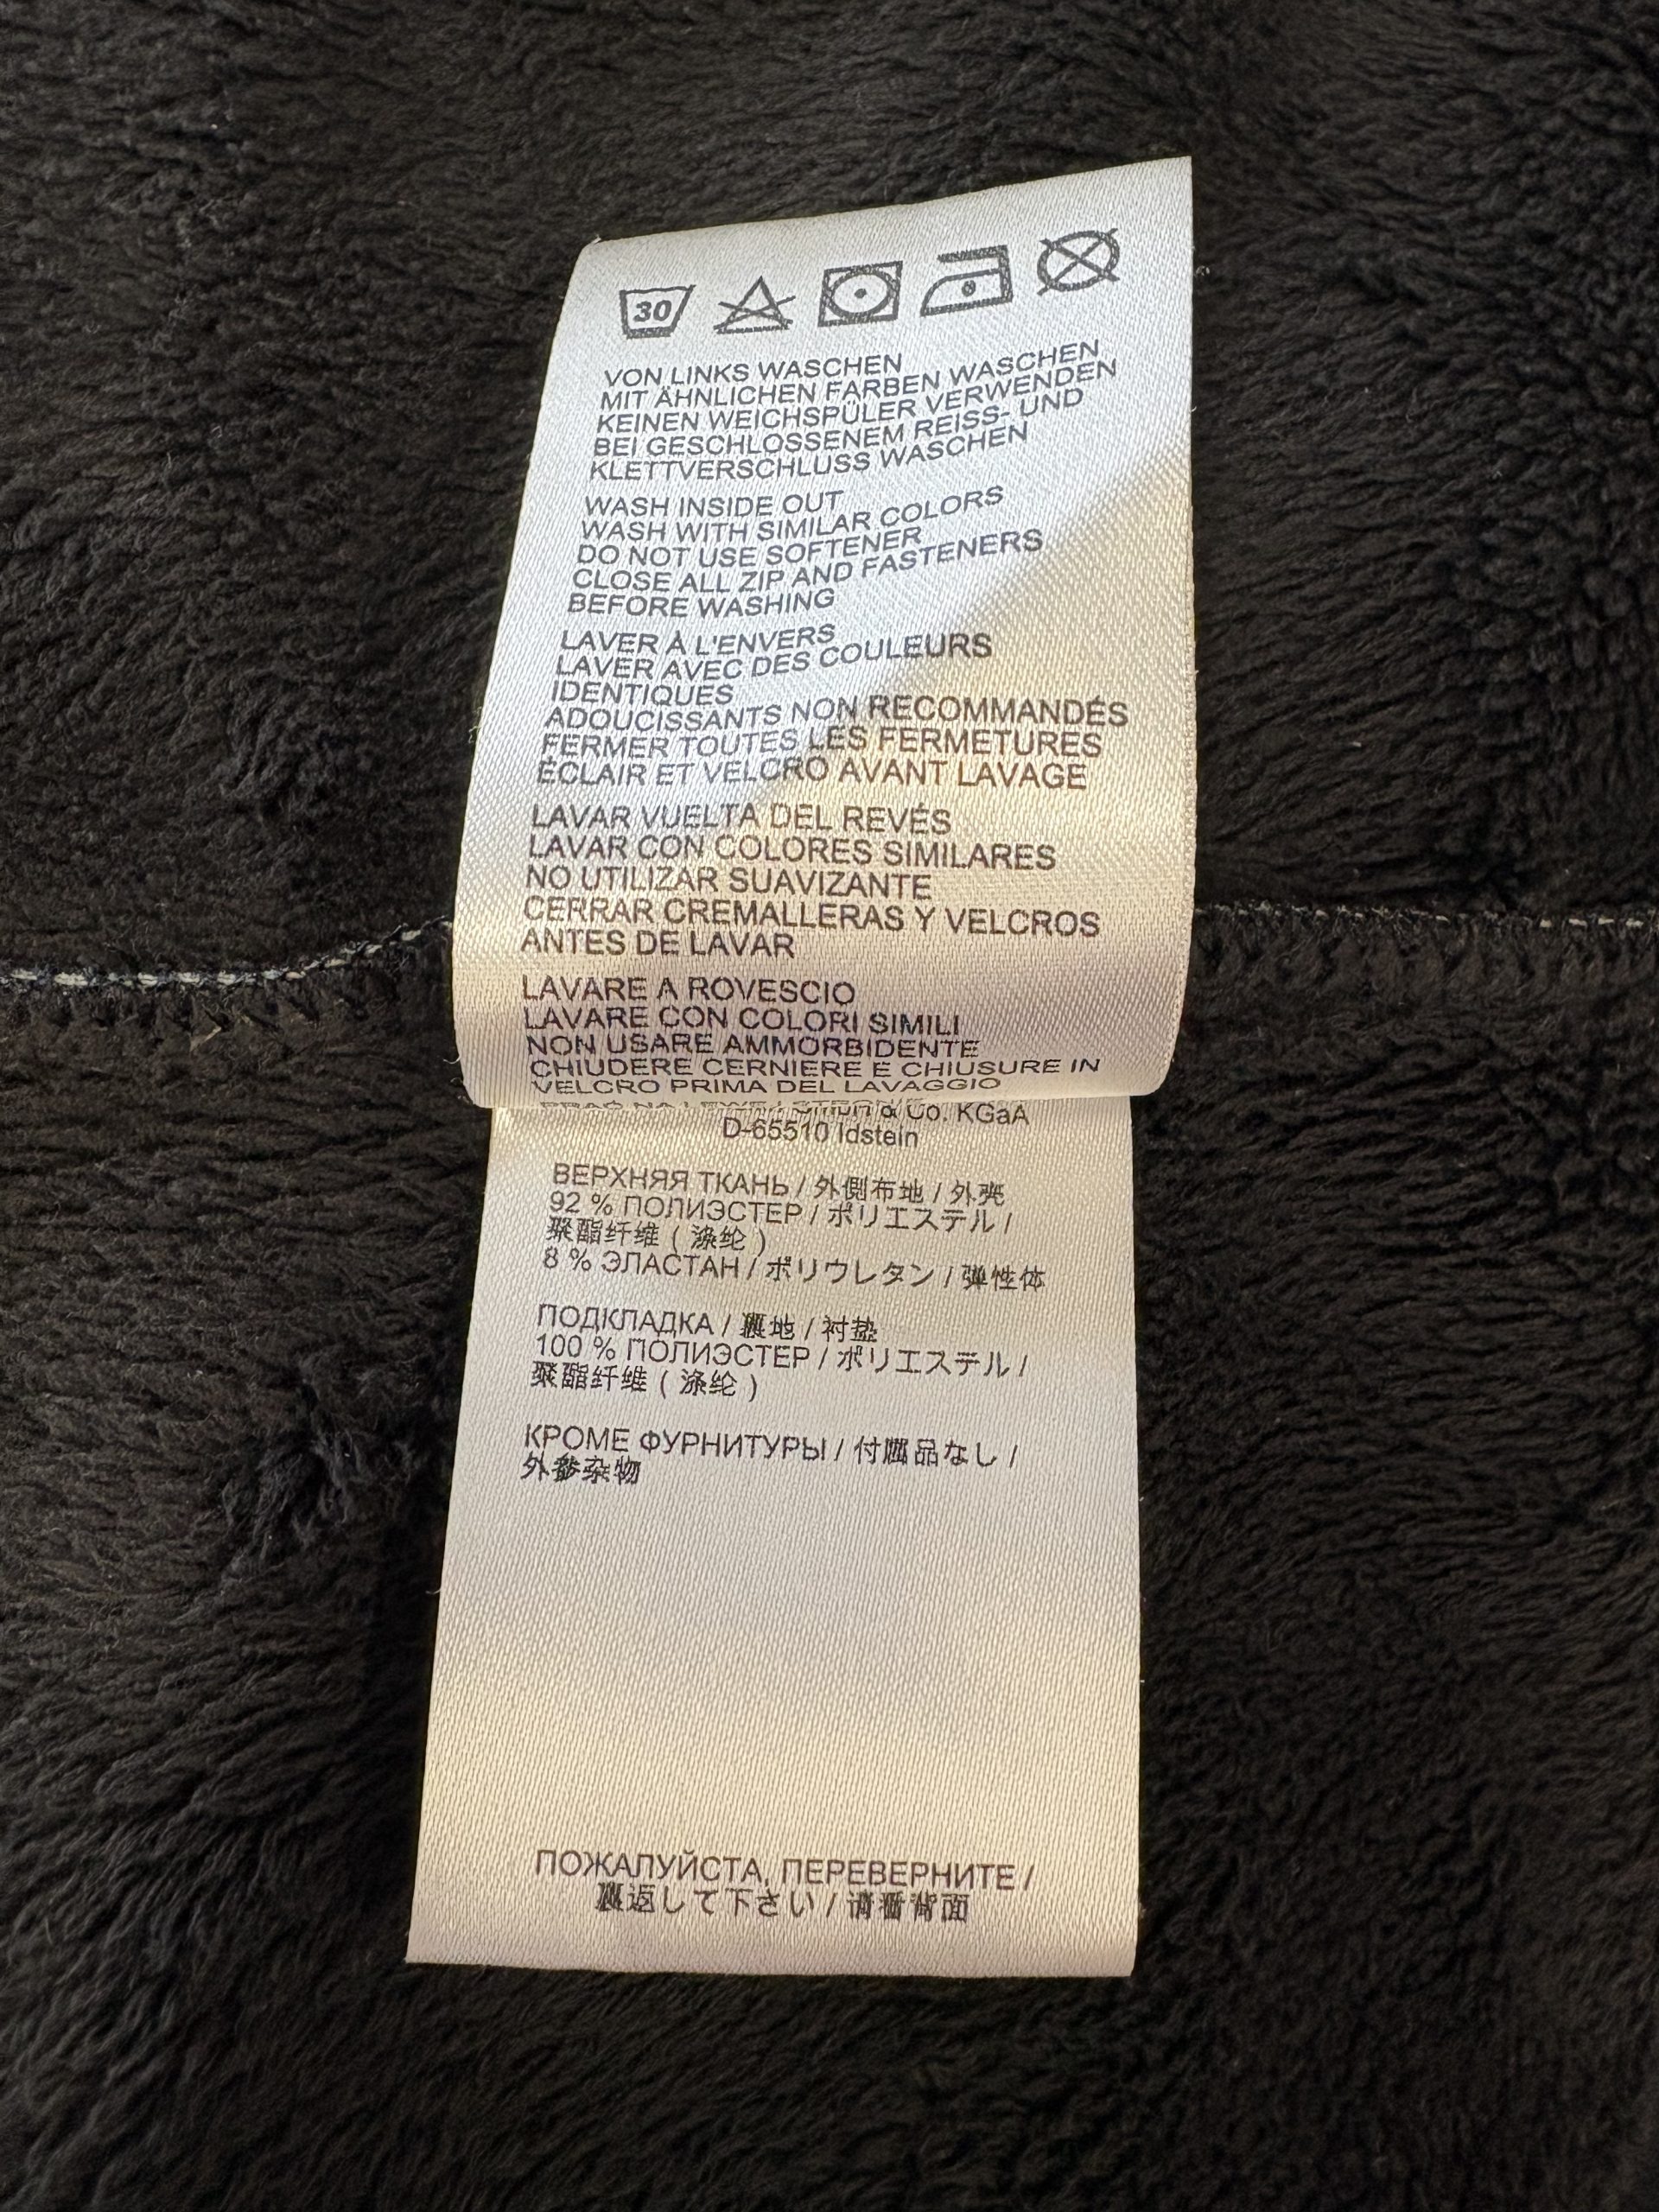 30
VON LINKS WASCHEN
MIT ÄHNLICHEN FARBEN WASCHEN
KEINEN WEICHSPÜLER VERWENDEN
BEI GESCHLOSSENEM REISS- UND
KLETTVERSCHLUSS WASCHEN
WASH INSIDE OUT
WASH WITH SIMILAR COLORS
DO NOT USE SOFTENER
CLOSE ALL ZIP AND FASTENERS
BEFORE WASHING
LAVER À L'ENVERS
LAVER AVEC DES COULEURS
IDENTIQUES
ADOUCISSANTS NON RECOMMANDÉS
FERMER TOUTES LES FERMETURES
ÉCLAIR ET VELCRO AVANT LAVAGE
LAVAR VUELTA DEL REVÉS
LAVAR CON COLORES SIMILARES
NO UTILIZAR SUAVIZANTE
CERRAR CREMALLERAS Y VELCROS
ANTES DE LAVAR
LAVARE A ROVESCIO
LAVARE CON COLORI SIMILI
NON USARE AMMORBIDENTE
CHIUDERE CERNIERE E CHIUSURE IN
VELCRO PRIMA DEL LAVAGGIO
& Co. KGaA
D-65510 Idstein
ВЕРХНЯЯ ТКАНЬ / 外側布地 / 外壳
92 % ПОЛИЭСТЕР / ポリエステル /
聚酯纤维 ( 涤纶 )
8 % ЭЛАСТАН / ポリウレタン / 弹性体
ПОДКЛАДКА / 裏地 / 衬垫
100 % ПОЛИЭСТЕР / ポリエステル /
聚酯纤维 ( 涤纶 )
КРОМЕ ФУРНИТУРЫ / 付属品なし /
外参杂物
ПОЖАЛУЙСТА, ПЕРЕВЕРНИТЕ /
裏返して下さい / 请番背面